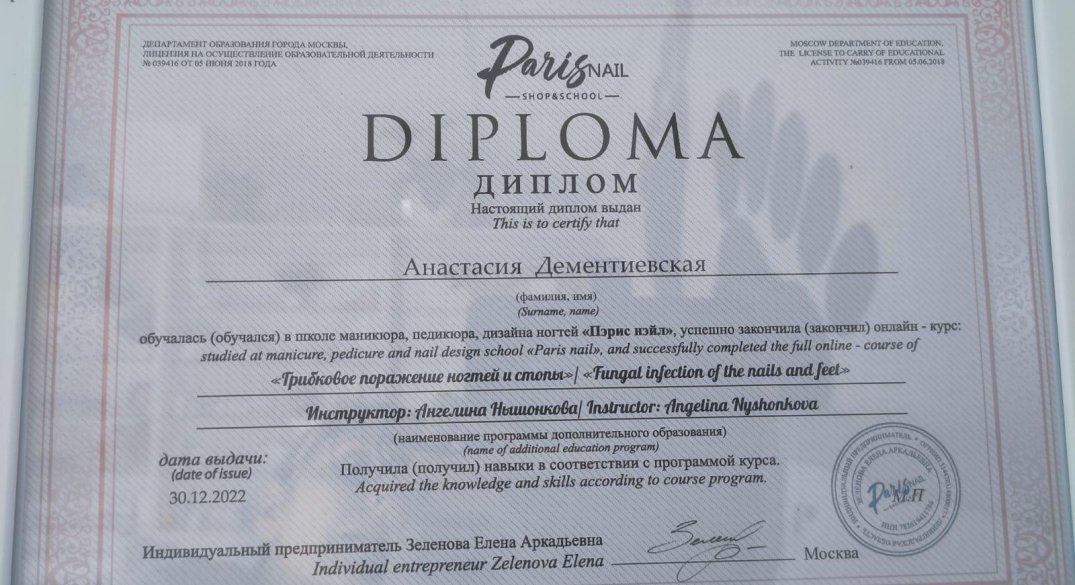 ДЕПАРТАМЕНТ ОБРАЗОВАНИЯ ГОРОДА МОСКВЫ,
ЛИЦЕНЗИЯ НА ОСУЩЕСТВЛЕНИЕ ОБРАЗОВАТЕЛЬНОЙ ДЕЯТЕЛЬНОСТИ
№ 039416 ОТ 05 ИЮНЯ 2018 ГОДА
MOSCOW DEPARTMENT OF EDUCATION,
THE LICENSE TO CARRY OF EDUCATIONAL
ACTIVITY №039416 FROM 05.06.2018
Paris NAIL
SHOP&SCHOOL
DIPLOMA
ДИПЛОМ
Настоящий диплом выдан
This is to certify that
Анастасия Дементиевская
(фамилия, имя)
(Surname, name)
обучалась (обучался) в школе маникюра, педикюра, дизайна ногтей «Пэрис нэйл», успешно закончила (закончил) онлайн - курс:
studied at manicure, pedicure and nail design school «Paris nail», and successfully completed the full online - course of
«Грибковое поражение ногтей и стопы»/ «Fungal infection of the nails and feet»
Инструктор: Ангелина Ньшонкова/ Instructor: Angelina Nyshonkova
(наименование программы дополнительного образования)
(name of additional education program)
дата выдачи:
(date of issue)
30.12.2022
Получила (получил) навыки в соответствии с программой курса.
Acquired the knowledge and skills according to course program.
Paris NAIL
М.П
Индивидуальный предприниматель Зеленова Елена Аркадьевна
Individual entrepreneur Zelenova Elena
Москва